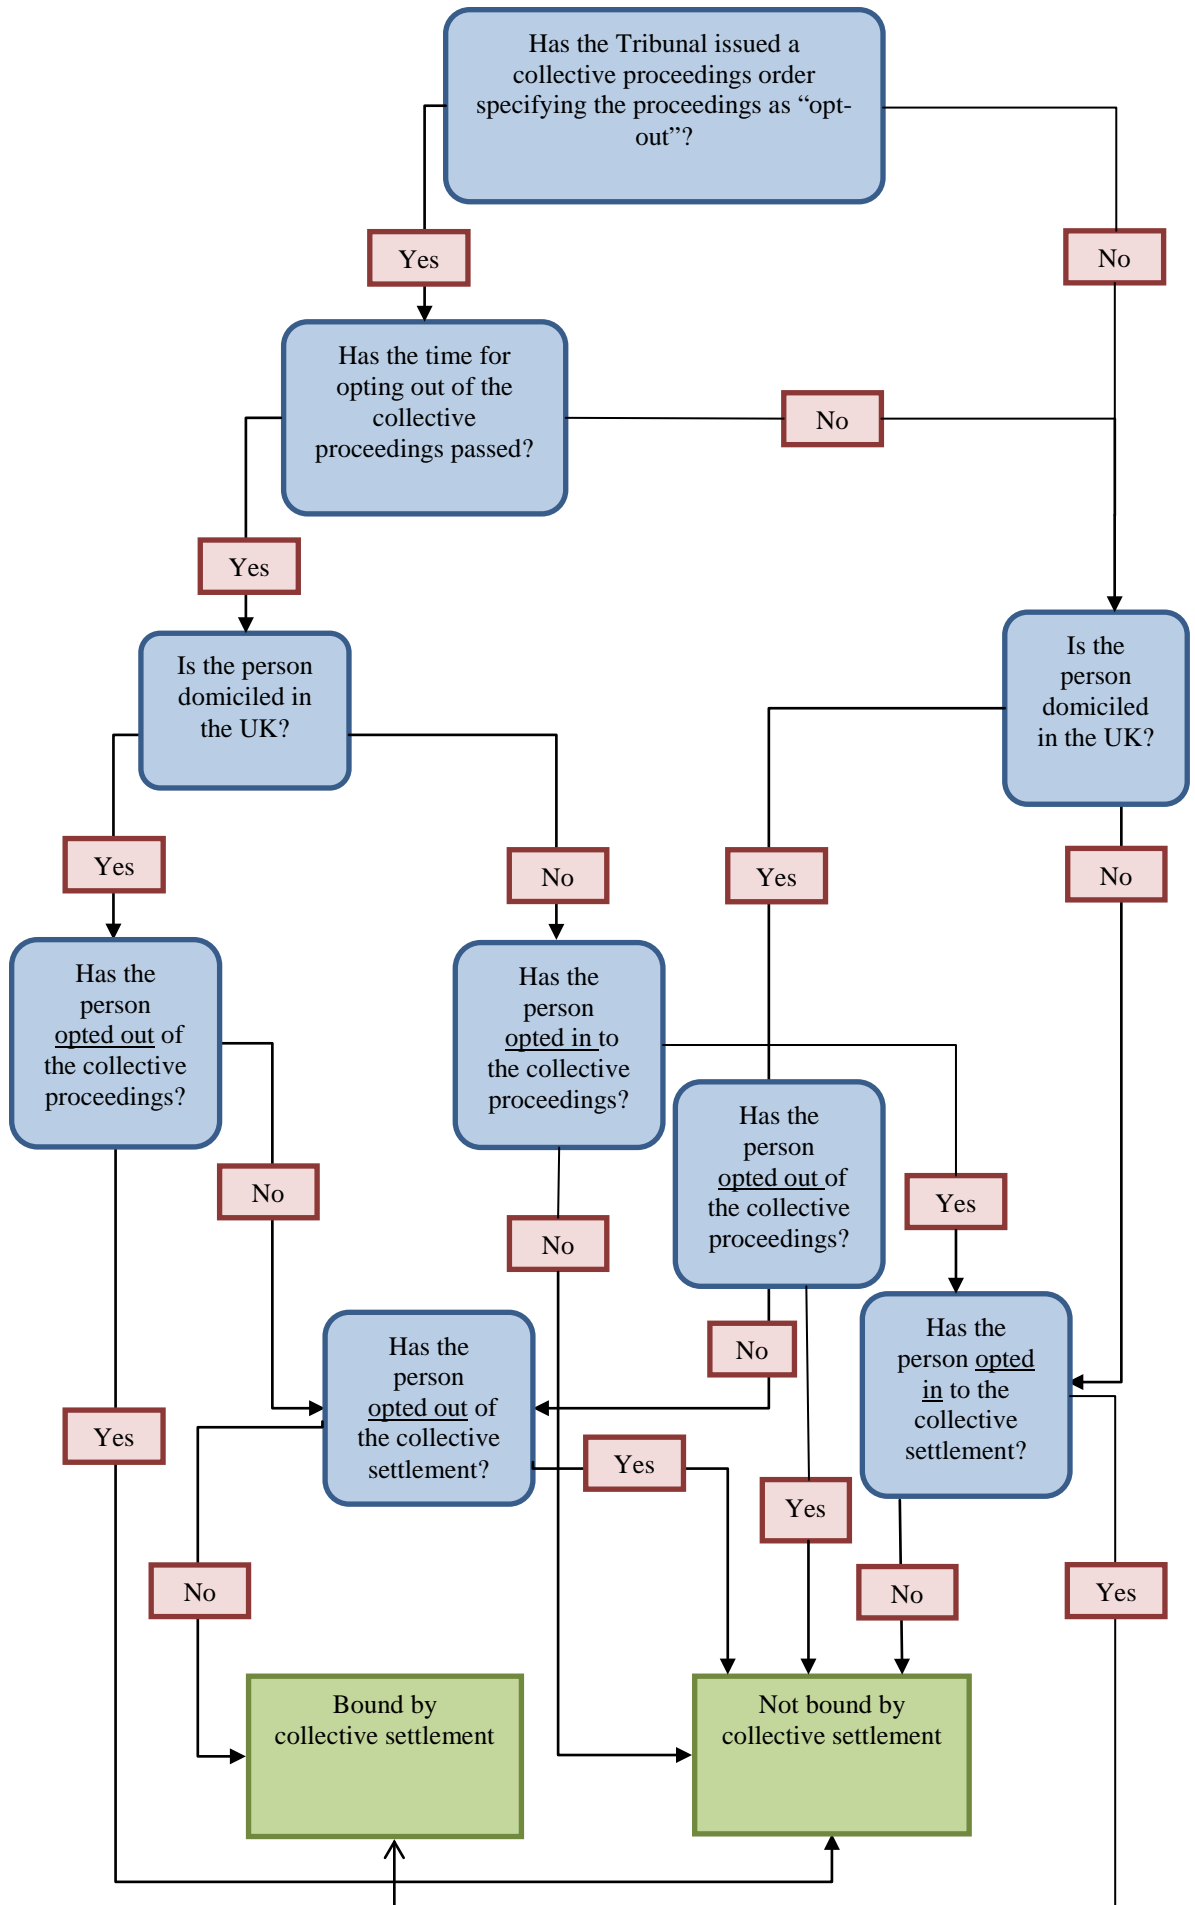 Has the Tribunal issued a
collective proceedings order
specifying the proceedings as “opt-
out”?
Yes
No
Has the time for
opting out of the
collective
proceedings passed?
No
Yes
Is the person
domiciled in
the UK?
Is the
person
domiciled
in the UK?
Yes
No
Yes
No
Has the
person
opted out of
the collective
proceedings?
Has the
person
opted in to
the collective
proceedings?
Has the
person
opted out of
the collective
proceedings?
No
Yes
No
Has the
person
opted out of
the collective
settlement?
No
Has the
person opted
in to the
collective
settlement?
Yes
Yes
Yes
No
No
Yes
Bound by
collective settlement
Not bound by
collective settlement